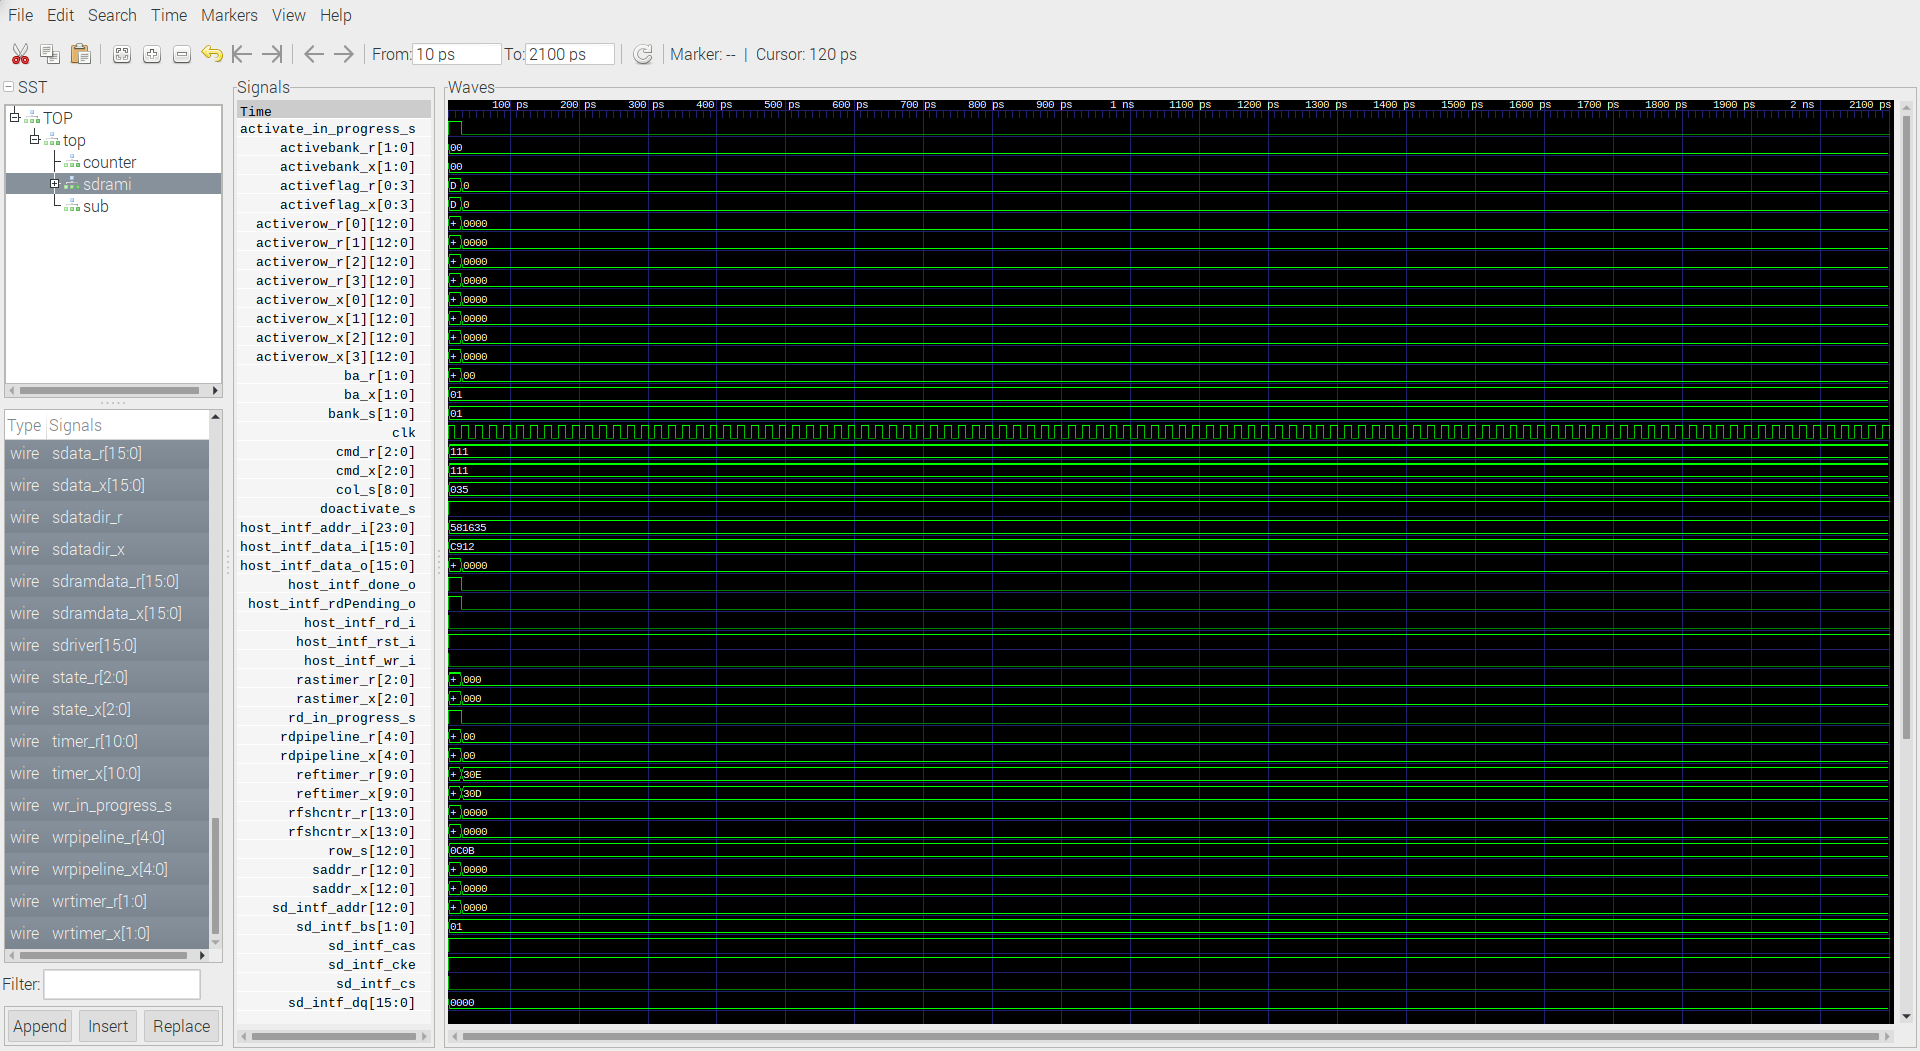 File Edit Search Time Markers View Help
From: 10 ps To: 2100 ps Marker: -- | Cursor: 120 ps
SST
TOP
top
counter
sdrami
sub
Type Signals
wire sdata_r[15:0]
wire sdata_x[15:0]
wire sdatadir_r
wire sdatadir_x
wire sdramdata_r[15:0]
wire sdramdata_x[15:0]
wire sdriver[15:0]
wire state_r[2:0]
wire state_x[2:0]
wire timer_r[10:0]
wire timer_x[10:0]
wire wr_in_progress_s
wire wrpipeline_r[4:0]
wire wrpipeline_x[4:0]
wire wrtimer_r[1:0]
wire wrtimer_x[1:0]
Filter:
Append Insert Replace
Signals
Waves
Time
100 ps 200 ps 300 ps 400 ps 500 ps 600 ps 700 ps 800 ps 900 ps 1 ns 1100 ps 1200 ps 1300 ps 1400 ps 1500 ps 1600 ps 1700 ps 1800 ps 1900 ps 2 ns 2100 ps
activate_in_progress_s
activebank_r[1:0] 00
activebank_x[1:0] 00
activeflag_r[0:3] D 0
activeflag_x[0:3] D 0
activerow_r[0][12:0] + 0000
activerow_r[1][12:0] + 0000
activerow_r[2][12:0] + 0000
activerow_r[3][12:0] + 0000
activerow_x[0][12:0] + 0000
activerow_x[1][12:0] + 0000
activerow_x[2][12:0] + 0000
activerow_x[3][12:0] + 0000
ba_r[1:0] + 00
ba_x[1:0] 01
bank_s[1:0] 01
clk
cmd_r[2:0] 111
cmd_x[2:0] 111
col_s[8:0] 035
doactivate_s
host_intf_addr_i[23:0] 581635
host_intf_data_i[15:0] C912
host_intf_data_o[15:0] + 0000
host_intf_done_o
host_intf_rdPending_o
host_intf_rd_i
host_intf_rst_i
host_intf_wr_i
rastimer_r[2:0] + 000
rastimer_x[2:0] + 000
rd_in_progress_s
rdpipeline_r[4:0] + 00
rdpipeline_x[4:0] + 00
reftimer_r[9:0] + 30E
reftimer_x[9:0] + 30D
rfshcntr_r[13:0] + 0000
rfshcntr_x[13:0] + 0000
row_s[12:0] 0C0B
saddr_r[12:0] + 0000
saddr_x[12:0] + 0000
sd_intf_addr[12:0] + 0000
sd_intf_bs[1:0] 01
sd_intf_cas
sd_intf_cke
sd_intf_cs
sd_intf_dq[15:0] 0000